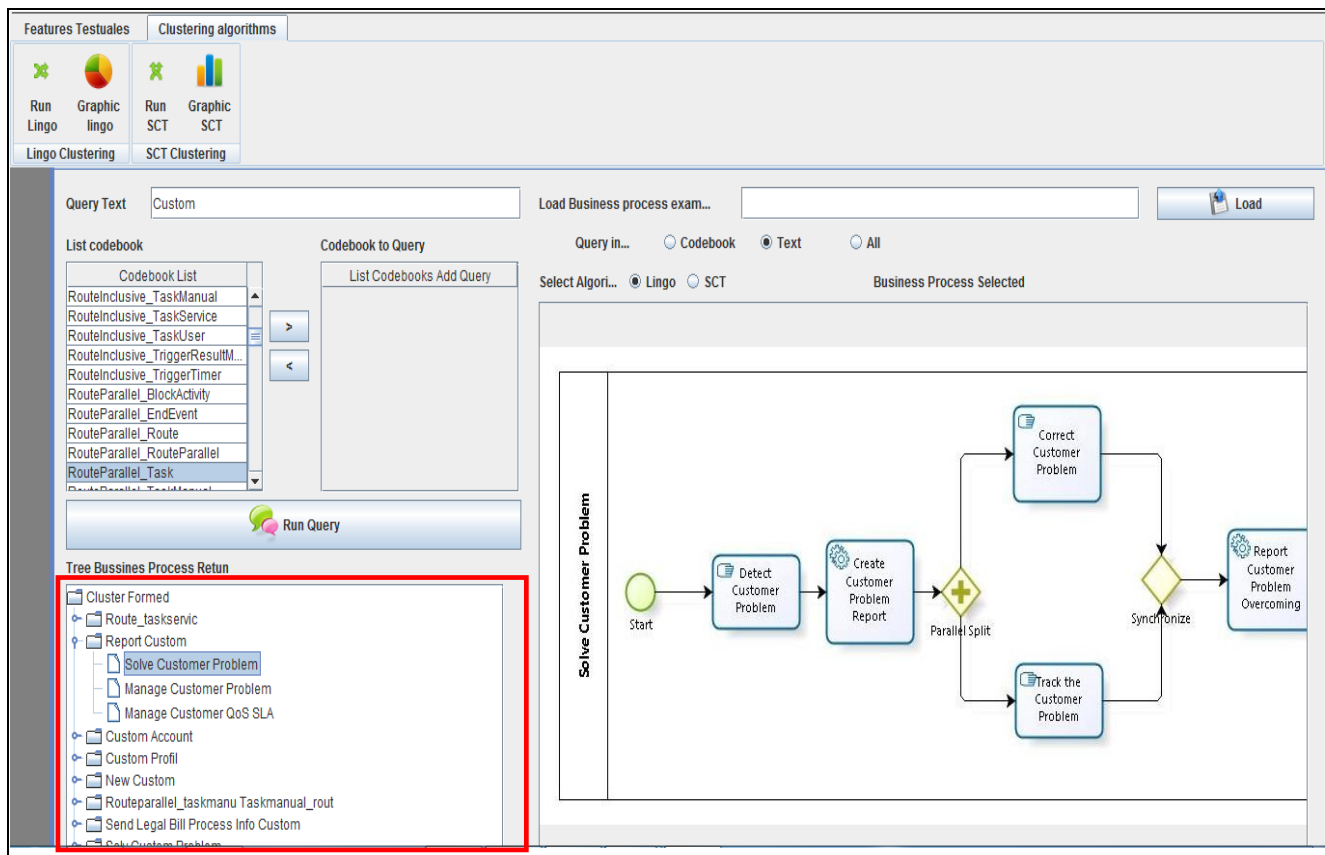 Features Testuales
Clustering algorithms
Run
Lingo
Graphic
lingo
Run
SCT
Graphic
SCT
Lingo Clustering
SCT Clustering
Query Text
Custom
Load Business process exam...
Load
List codebook
Codebook to Query
Query in...
Codebook
Text
All
Codebook List
List Codebooks Add Query
Select Algori...
Lingo
SCT
Business Process Selected
RouteInclusive_TaskManual
RouteInclusive_TaskService
RouteInclusive_TaskUser
RouteInclusive_TriggerResultM...
RouteInclusive_TriggerTimer
RouteParallel_BlockActivity
RouteParallel_EndEvent
RouteParallel_Route
RouteParallel_RouteParallel
RouteParallel_Task
RouteParallel_TaskManual
>
<
Run Query
Tree Bussines Process Retun
Cluster Formed
Route_taskservic
Report Custom
Solve Customer Problem
Manage Customer Problem
Manage Customer QoS SLA
Custom Account
Custom Profil
New Custom
Routeparallel_taskmanu Taskmanual_rout
Send Legal Bill Process Info Custom
Solv Custom Problem
Solve Customer Problem
Start
Detect
Customer
Problem
Create
Customer
Problem
Report
Parallel Split
Correct
Customer
Problem
Track the
Customer
Problem
Synchronize
Report
Customer
Problem
Overcoming